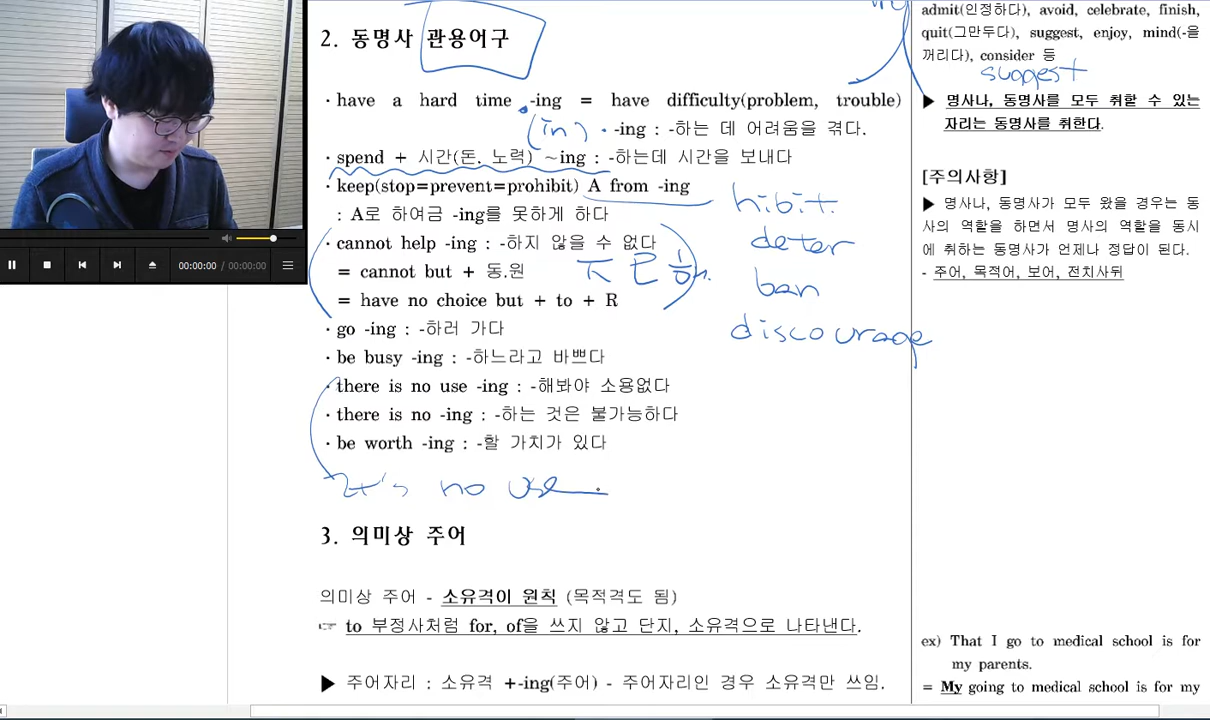 2. 동명사 관용어구
· have a hard time -ing = have difficulty(problem, trouble)
(in) · -ing : -하는 데 어려움을 겪다.
· spend + 시간(돈. 노력) ~ing : -하는데 시간을 보내다
· keep(stop=prevent=prohibit) A from -ing
: A로 하여금 -ing를 못하게 하다
· cannot help -ing : -하지 않을 수 없다
= cannot but + 동.원
= have no choice but + to + R
· go -ing : -하러 가다
· be busy -ing : -하느라고 바쁘다
· there is no use -ing : -해봐야 소용없다
· there is no -ing : -하는 것은 불가능하다
· be worth -ing : -할 가치가 있다
It's no use
hibit.
deter
ban
discourage
3. 의미상 주어
의미상 주어 - 소유격이 원칙 (목적격도 됨)
☞ to 부정사처럼 for, of을 쓰지 않고 단지, 소유격으로 나타낸다.
▶ 주어자리 : 소유격 +-ing(주어) - 주어자리인 경우 소유격만 쓰임.
admit(인정하다), avoid, celebrate, finish,
quit(그만두다), suggest, enjoy, mind(-을
꺼리다), consider 등
suggest
▶ 명사나, 동명사를 모두 취할 수 있는
자리는 동명사를 취한다.
[주의사항]
▶ 명사나, 동명사가 모두 왔을 경우는 동
사의 역할을 하면서 명사의 역할을 동시
에 취하는 동명사가 언제나 정답이 된다.
- 주어, 목적어, 보어, 전치사뒤
ex) That I go to medical school is for
my parents.
= My going to medical school is for my
00:00:00 / 00:00:00